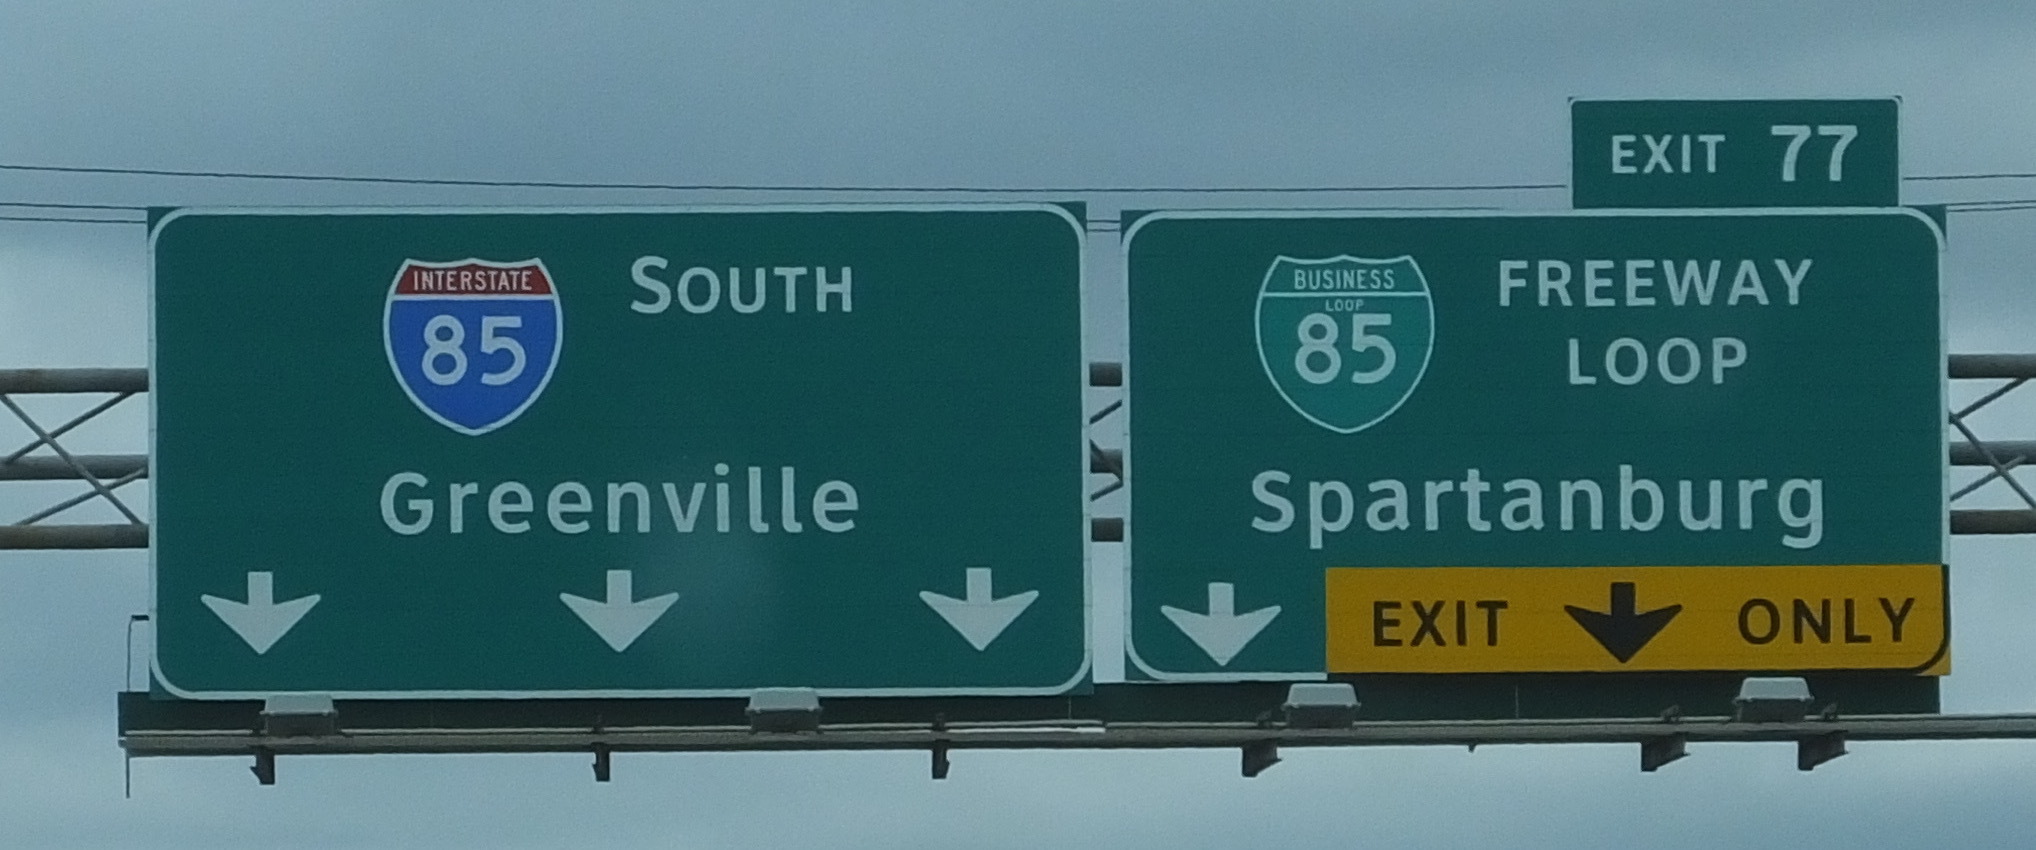 INTERSTATE
85
SOUTH
Greenville
EXIT 77
BUSINESS
LOOP
85
FREEWAY
LOOP
Spartanburg
EXIT ONLY